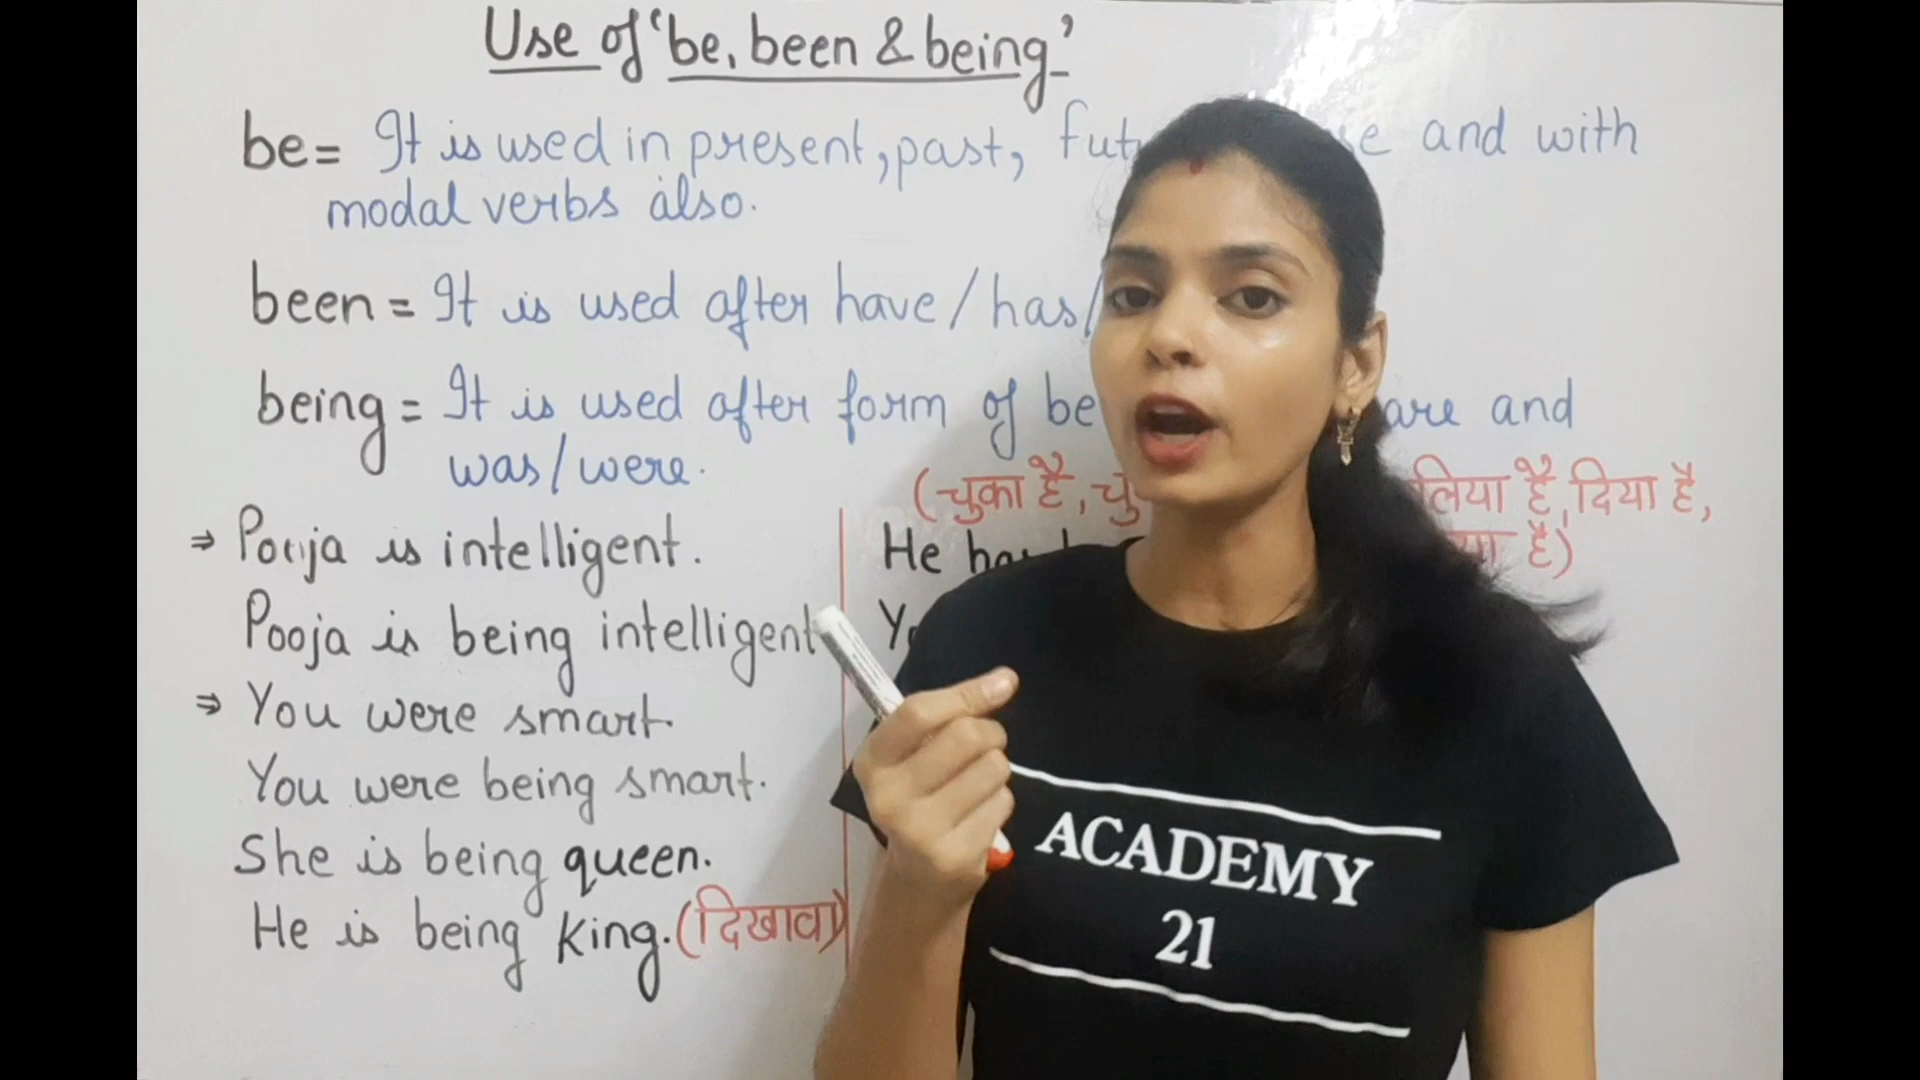 Use of 'be, been & being'
be = It is used in present, past, and with
modal verbs also.
been = It is used after have / has/
being = It is used after form of be are and
was/were.
(चुका है, लिया है, दिया है,
है)
⇒ Pooja is intelligent.
Pooja is being intelligent
⇒ You were smart.
You were being smart.
She is being queen.
He is being king. (दिखावा)
He
ACADEMY
21